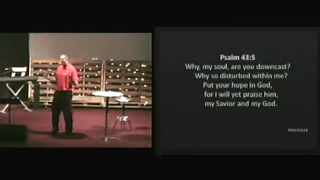 Psalm 43:5
Why, my soul, are you downcast?
Why so disturbed within me?
Put your hope in God,
for I will yet praise him,
my Savior and my God.